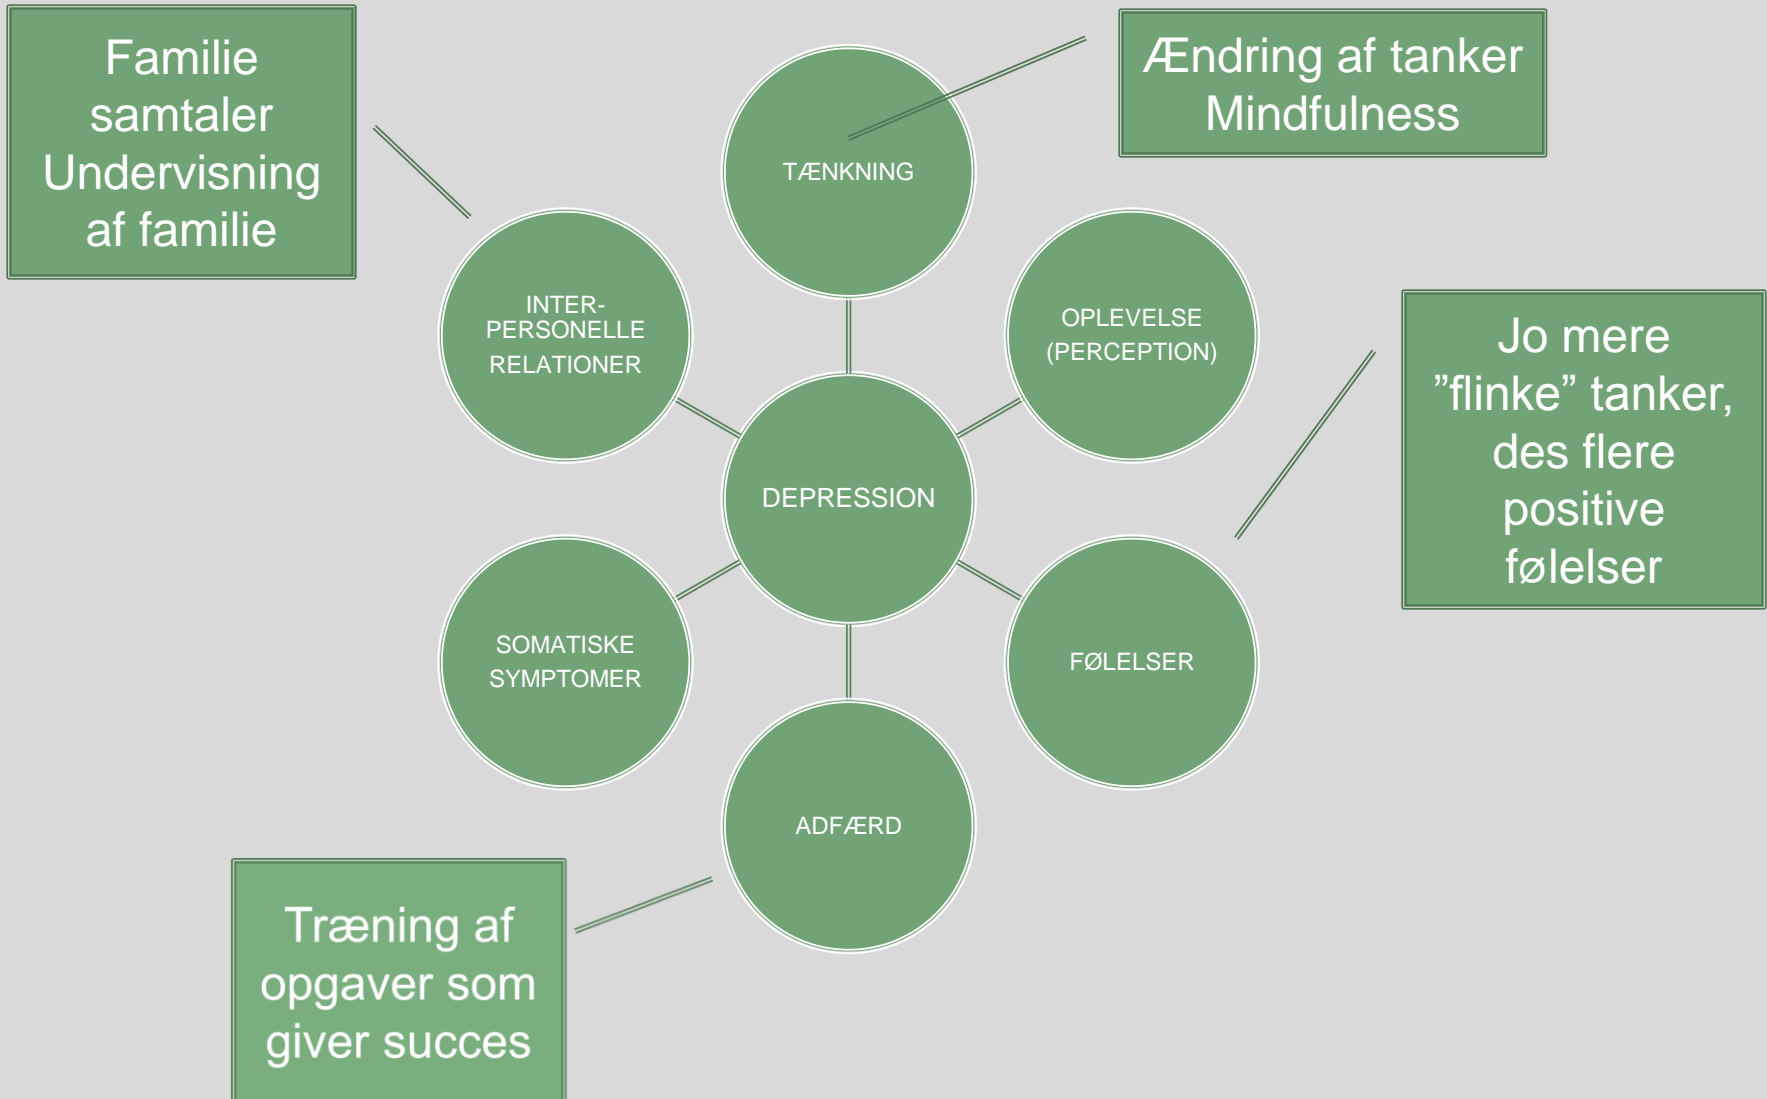 Familie
samtaler
Undervisning
af familie
Ændring af tanker
Mindfulness
TÆNKNING
INTER-
PERSONELLE
RELATIONER
OPLEVELSE
(PERCEPTION)
Jo mere
”flinke” tanker,
des flere
positive
følelser
DEPRESSION
SOMATISKE
SYMPTOMER
FØLELSER
ADFÆRD
Træning af
opgaver som
giver succes